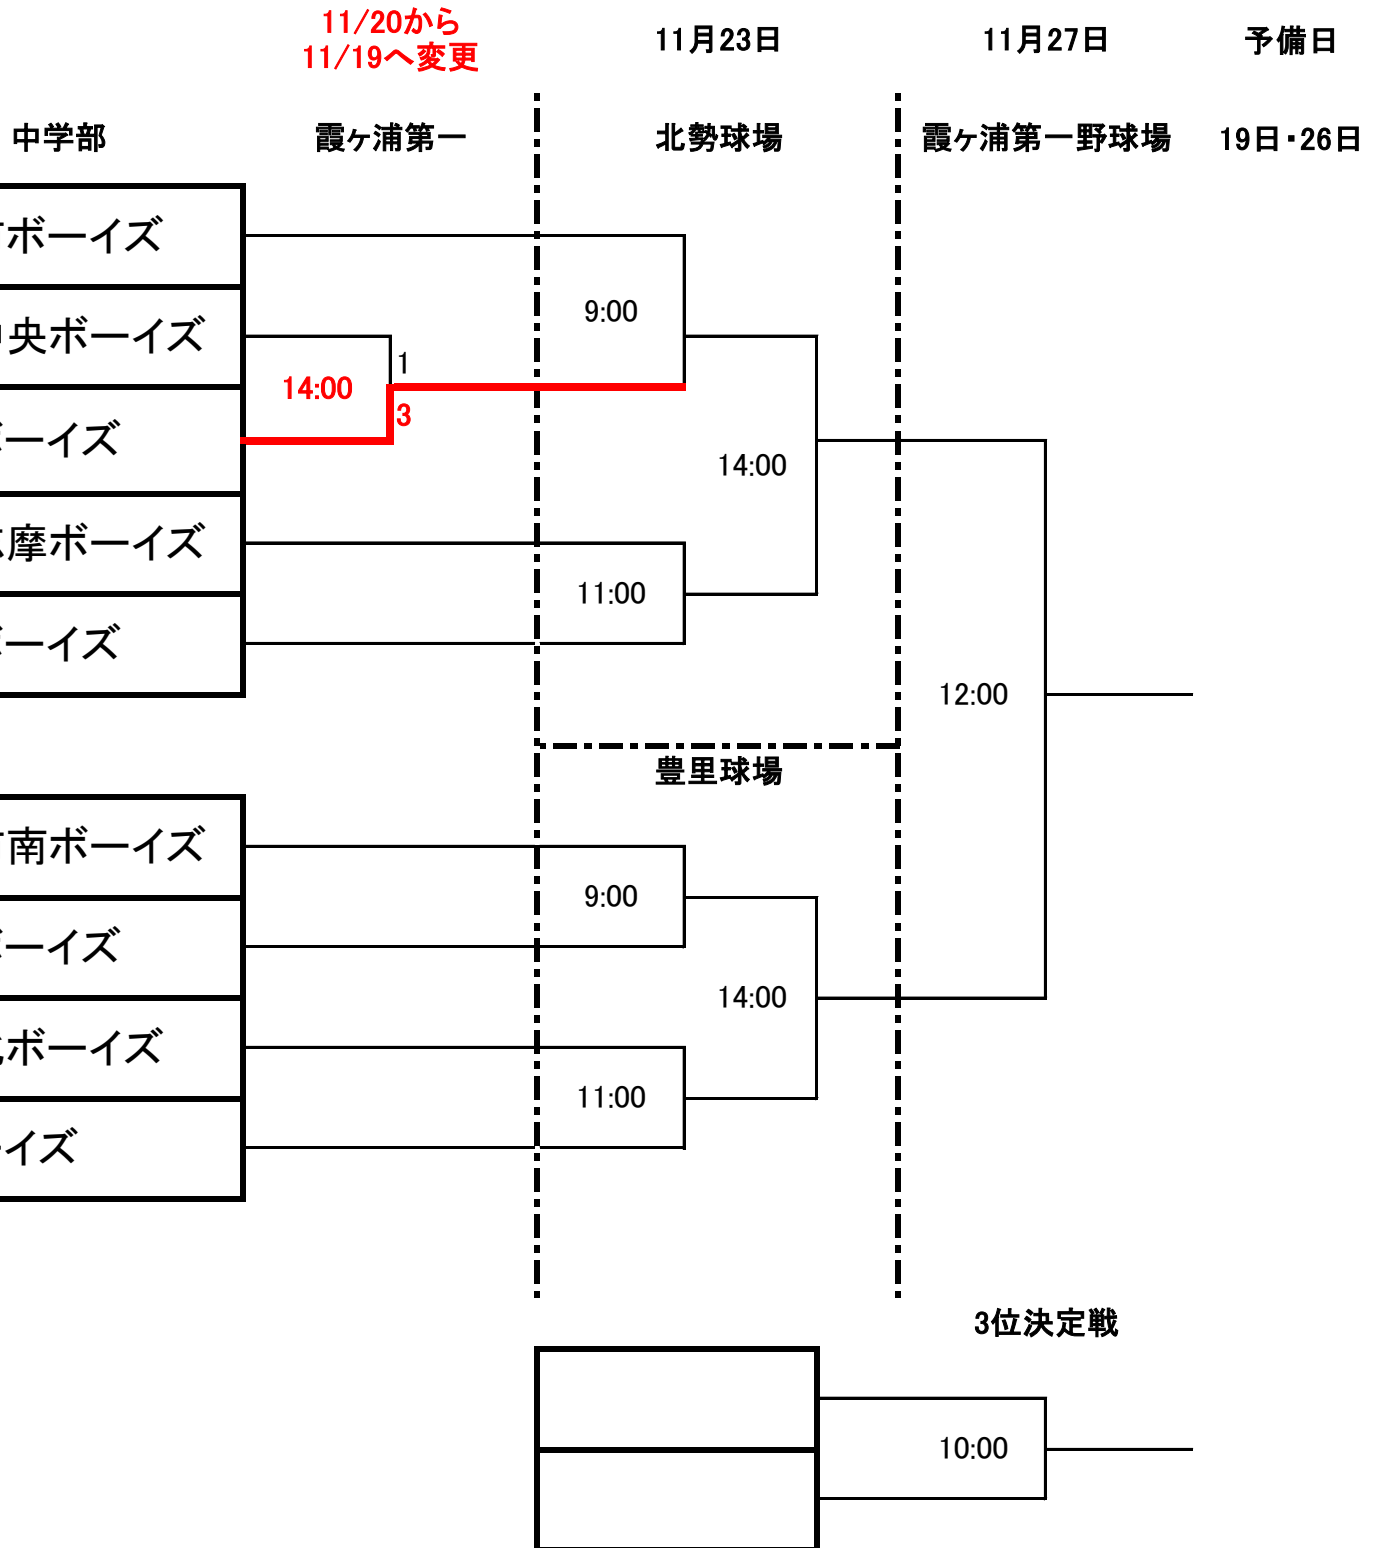 11/20から
11/19へ変更
11月23日
11月27日
予備日
中学部
霞ヶ浦第一
北勢球場
霞ヶ浦第一野球場
19日・26日
ボーイズ
9:00
央ボーイズ
1
14:00
3
ボーイズ
14:00
摩ボーイズ
11:00
ボーイズ
12:00
豊里球場
南ボーイズ
9:00
ボーイズ
14:00
ボーイズ
11:00
イズ
3位決定戦
10:00